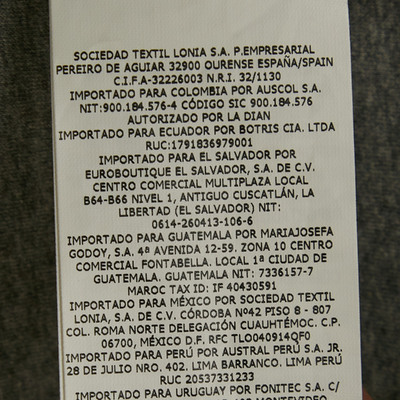 SOCIEDAD TEXTIL LONIA S.A. P.EMPRESARIAL
PEREIRO DE AGUIAR 32900 OURENSE ESPAÑA/SPAIN
C.I.F.A-32226003 N.R.I. 32/1130
IMPORTADO PARA COLOMBIA POR AUSCOL S.A.
NIT:900.184.576-4 CÓDIGO SIC 900.184.576
AUTORIZADO POR LA DIAN
IMPORTADO PARA ECUADOR POR BOTRIS CIA. LTDA
RUC:1791836979001
IMPORTADO PARA EL SALVADOR POR
EUROBOUTIQUE EL SALVADOR, S.A. DE C.V.
CENTRO COMERCIAL MULTIPLAZA LOCAL
B64-B66 NIVEL 1, ANTIGUO CUSCATLÁN, LA
LIBERTAD (EL SALVADOR) NIT:
0614-260413-106-6
IMPORTADO PARA GUATEMALA POR MARIAJOSEFA
GODOY, S.A. 4ª AVENIDA 12-59. ZONA 10 CENTRO
COMERCIAL FONTABELLA. LOCAL 1ª CIUDAD DE
GUATEMALA. GUATEMALA NIT: 7336157-7
MAROC TAX ID: IF 40430591
IMPORTADO PARA MÉXICO POR SOCIEDAD TEXTIL
LONIA, S.A. DE C.V. CÓRDOBA Nº42 PISO 8 - 807
COL. ROMA NORTE DELEGACIÓN CUAUHTÉMOC. C.P.
06700, MÉXICO D.F. RFC TLO040914QF0
IMPORTADO PARA PERÚ POR AUSTRAL PERÚ S.A. JR.
28 DE JULIO NRO. 402. LIMA BARRANCO. LIMA PERÚ
RUC 20537331233
IMPORTADO PARA URUGUAY POR FONITEC S.A. C/
MONTEVIDEO